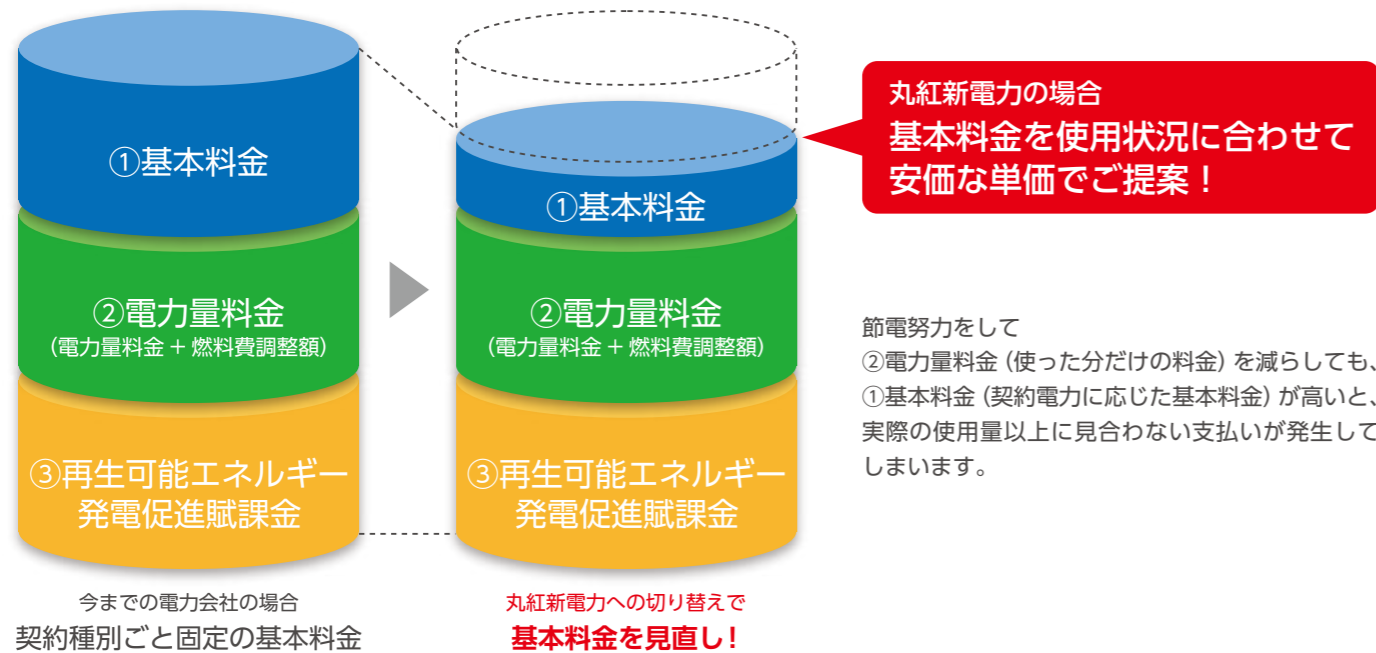 ①基本料金
②電力量料金
（電力量料金 + 燃料費調整額）
③再生可能エネルギー
発電促進賦課金
今までの電力会社の場合
契約種別ごと固定の基本料金
①基本料金
②電力量料金
（電力量料金 + 燃料費調整額）
③再生可能エネルギー
発電促進賦課金
丸紅新電力への切り替えで
基本料金を見直し！
丸紅新電力の場合
基本料金を使用状況に合わせて
安価な単価でご提案！
節電努力をして
②電力量料金（使った分だけの料金）を減らしても、
①基本料金（契約電力に応じた基本料金）が高いと、
実際の使用量以上に見合わない支払いが発生して
しまいます。